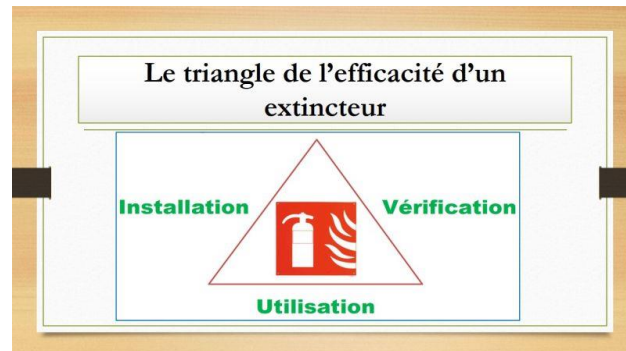 Le triangle de l’efficacité d’un
extincteur
Installation
Vérification
Utilisation